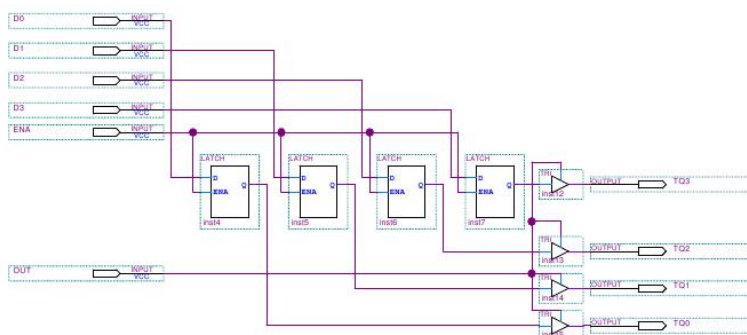 D0 INPUT
VCC
D1 INPUT
VCC
D2 INPUT
VCC
D3 INPUT
VCC
ENA INPUT
VCC
LATCH LATCH LATCH LATCH
D Q D Q D Q D Q
ENA ENA ENA ENA
inst4 inst5 inst6 inst7
TRI OUTPUT TQ3
inst12
TRI OUTPUT TQ2
inst13
OUT INPUT
VCC
TRI OUTPUT TQ1
inst14
TRI OUTPUT TQ0